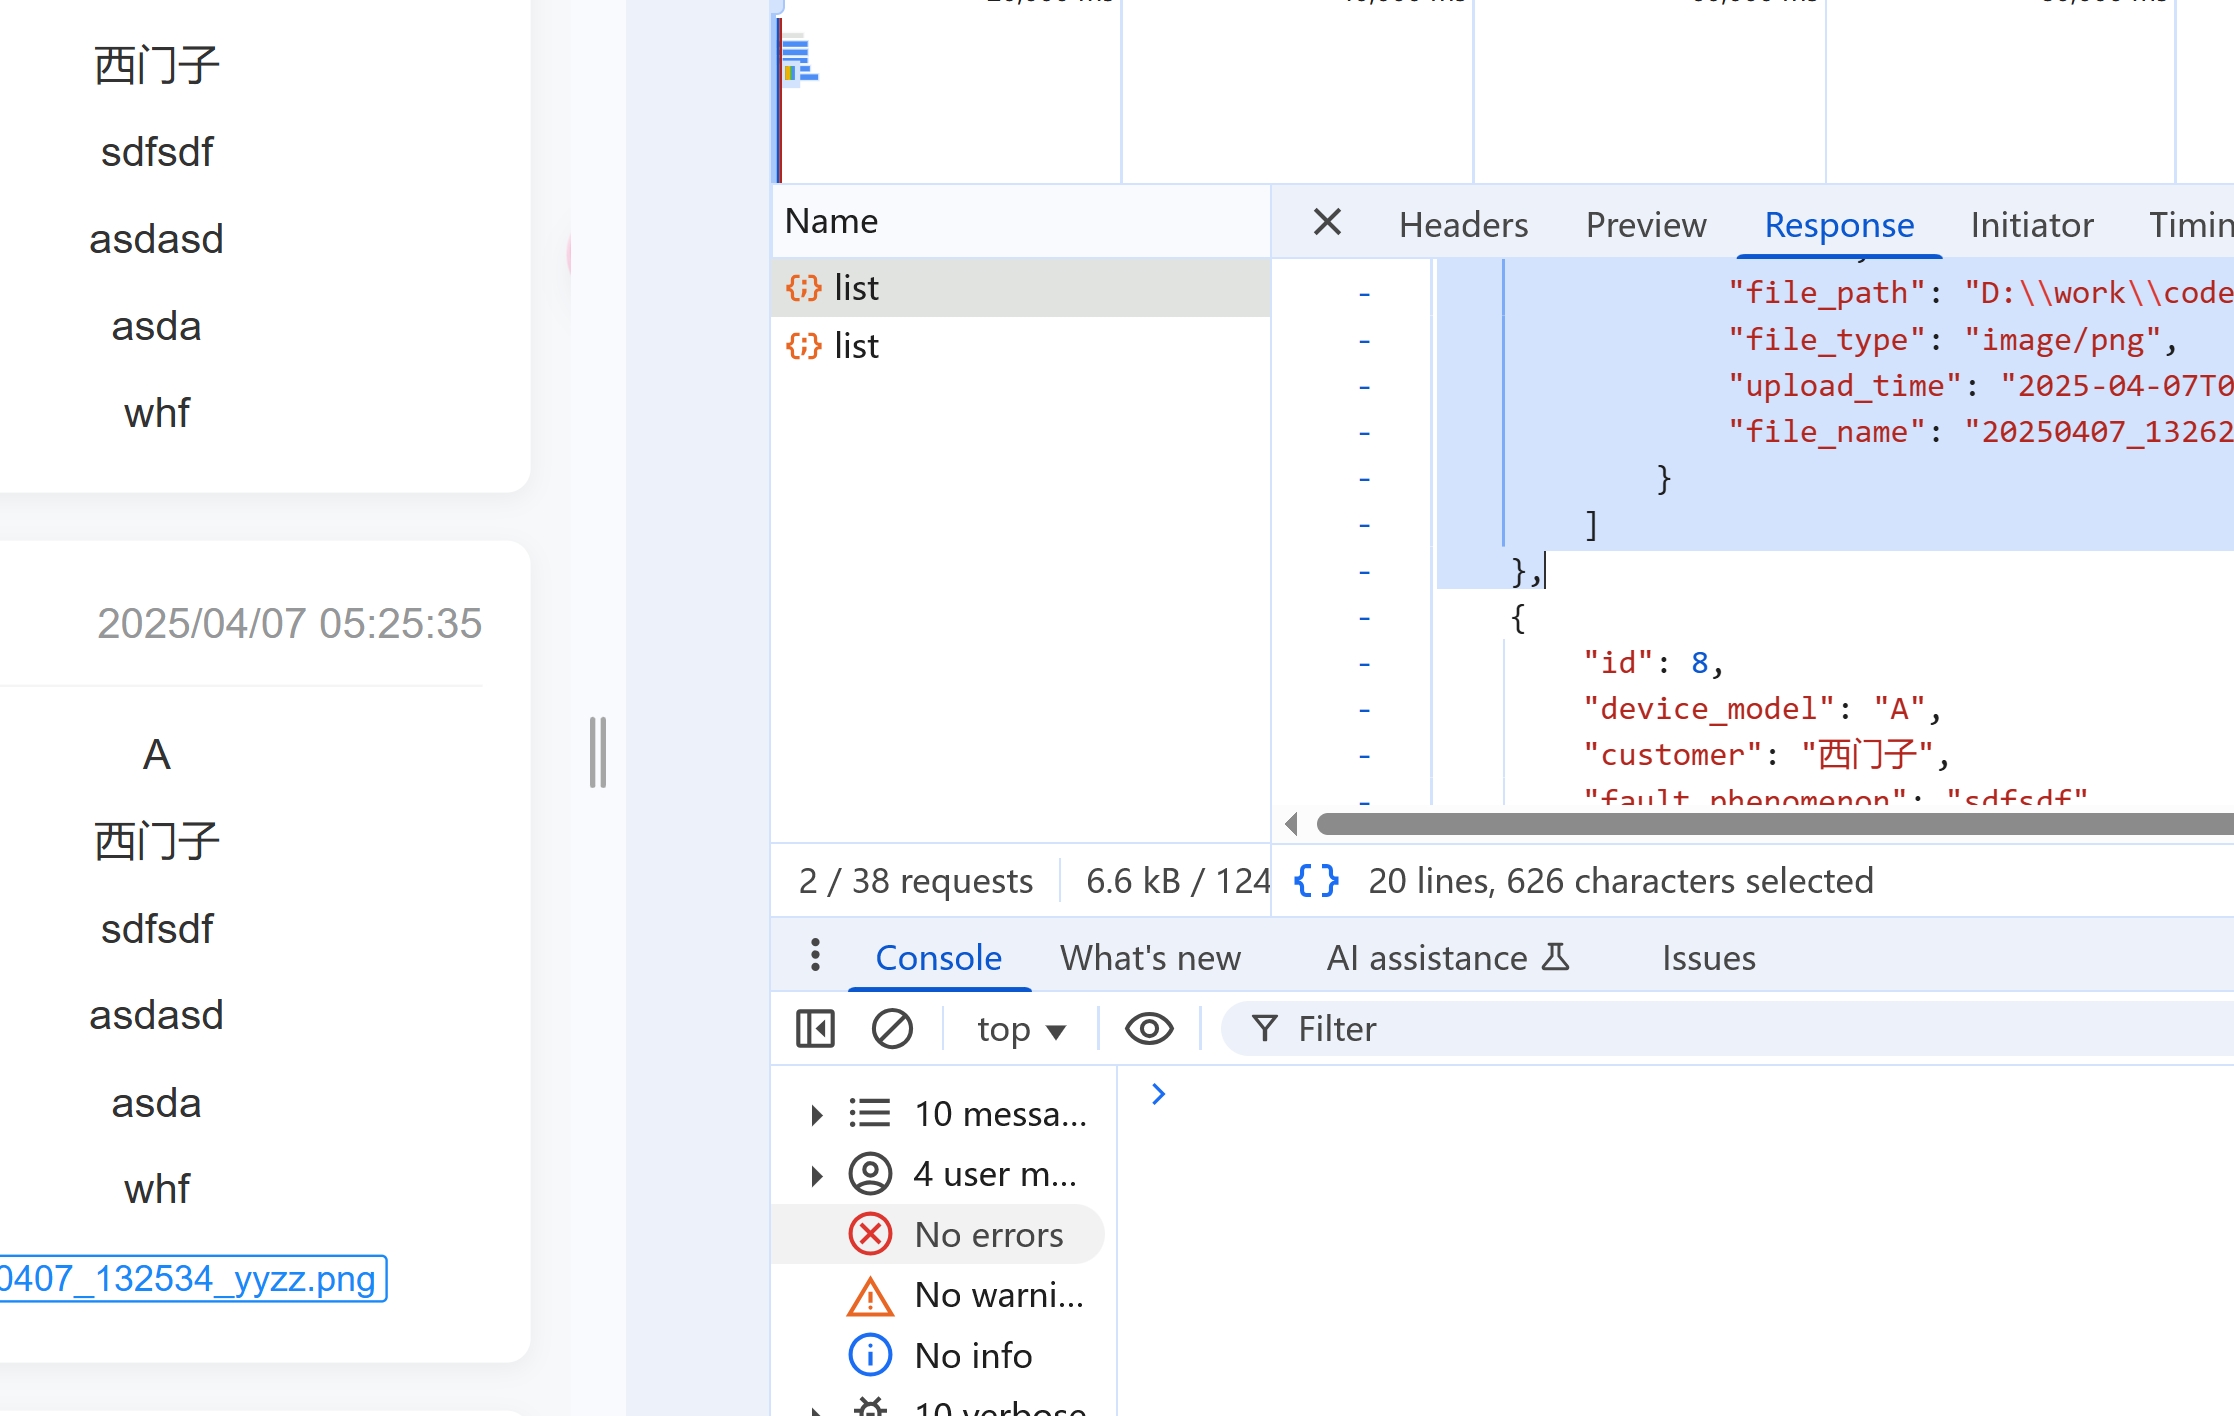 西门子
sdfsdf
asdasd
asda
whf
2025/04/07 05:25:35
A
西门子
sdfsdf
asdasd
asda
whf
0407_132534_yyzz.png
Name
list
list
2 / 38 requests
6.6 kB / 124
Headers
Preview
Response
Initiator
Timin
"file_path": "D:\\work\\code
"file_type": "image/png",
"upload_time": "2025-04-07T0
"file_name": "20250407_13262
}
]
},
{
"id": 8,
"device_model": "A",
"customer": "西门子",
"fault_phenomenon": "sdfsdf"
20 lines, 626 characters selected
Console
What's new
AI assistance
Issues
top
Filter
10 messa...
4 user m...
No errors
No warni...
No info
10 verbose